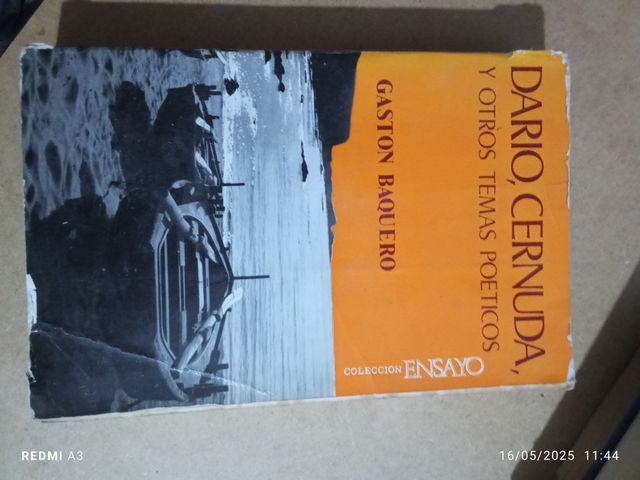 DARIO, CERNUDA,
Y OTROS TEMAS POETICOS
GASTON BAQUERO
COLECCION ENSAYO
REDMI A3
16/05/2025 11:44